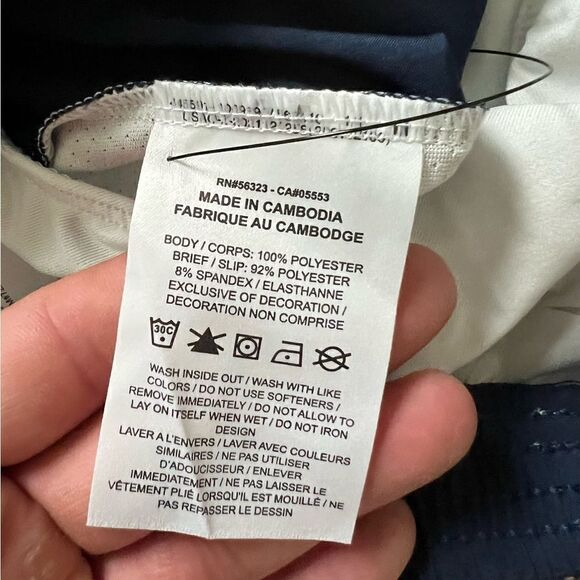 RN#56323 - CA#05553
MADE IN CAMBODIA
FABRIQUE AU CAMBODGE
BODY / CORPS: 100% POLYESTER
BRIEF / SLIP: 92% POLYESTER
8% SPANDEX / ELASTHANNE
EXCLUSIVE OF DECORATION /
DECORATION NON COMPRISE
30C
WASH INSIDE OUT / WASH WITH LIKE
COLORS / DO NOT USE SOFTENERS /
REMOVE IMMEDIATELY / DO NOT ALLOW TO
LAY ON ITSELF WHEN WET / DO NOT IRON
DESIGN
LAVER A L'ENVERS / LAVER AVEC COULEURS
SIMILAIRES / NE PAS UTILISER
D'ADOUCISSEUR / ENLEVER
IMMEDIATEMENT / NE PAS LAISSER LE
VÊTEMENT PLIÉ LORSQU'IL EST MOUILLÉ / NE
PAS REPASSER LE DESSIN